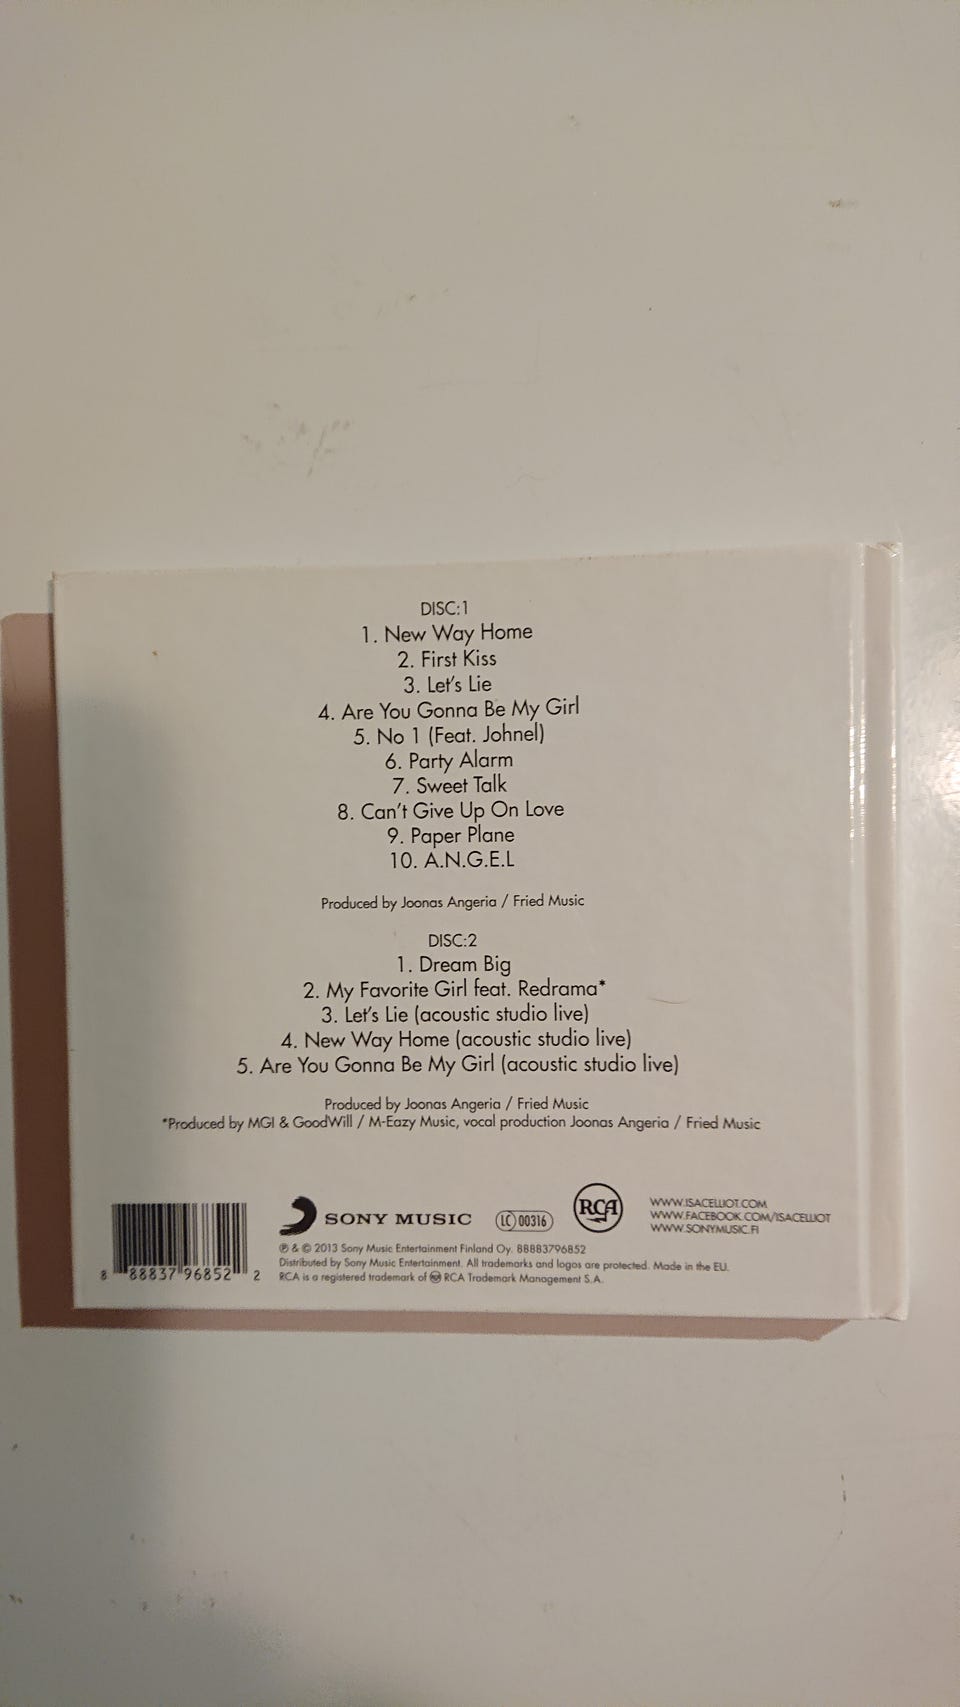 DISC:1
1. New Way Home
2. First Kiss
3. Let's Lie
4. Are You Gonna Be My Girl
5. No 1 (Feat. Johnel)
6. Party Alarm
7. Sweet Talk
8. Can't Give Up On Love
9. Paper Plane
10. A.N.G.E.L
Produced by Joonas Angeria / Fried Music
DISC:2
1. Dream Big
2. My Favorite Girl feat. Redrama*
3. Let's Lie (acoustic studio live)
4. New Way Home (acoustic studio live)
5. Are You Gonna Be My Girl (acoustic studio live)
Produced by Joonas Angeria / Fried Music
*Produced by MGI & GoodWill / M-Eazy Music, vocal production Joonas Angeria / Fried Music
8 88837 96852 2
SONY MUSIC
LC 00316
RCA
WWW.ISACELLIOT.COM
WWW.FACEBOOK.COM/ISACELLIOT
WWW.SONYMUSIC.FI
℗ & © 2013 Sony Music Entertainment Finland Oy. 88883796852
Distributed by Sony Music Entertainment. All trademarks and logos are protected. Made in the EU.
RCA is a registered trademark of RCA Trademark Management S.A.